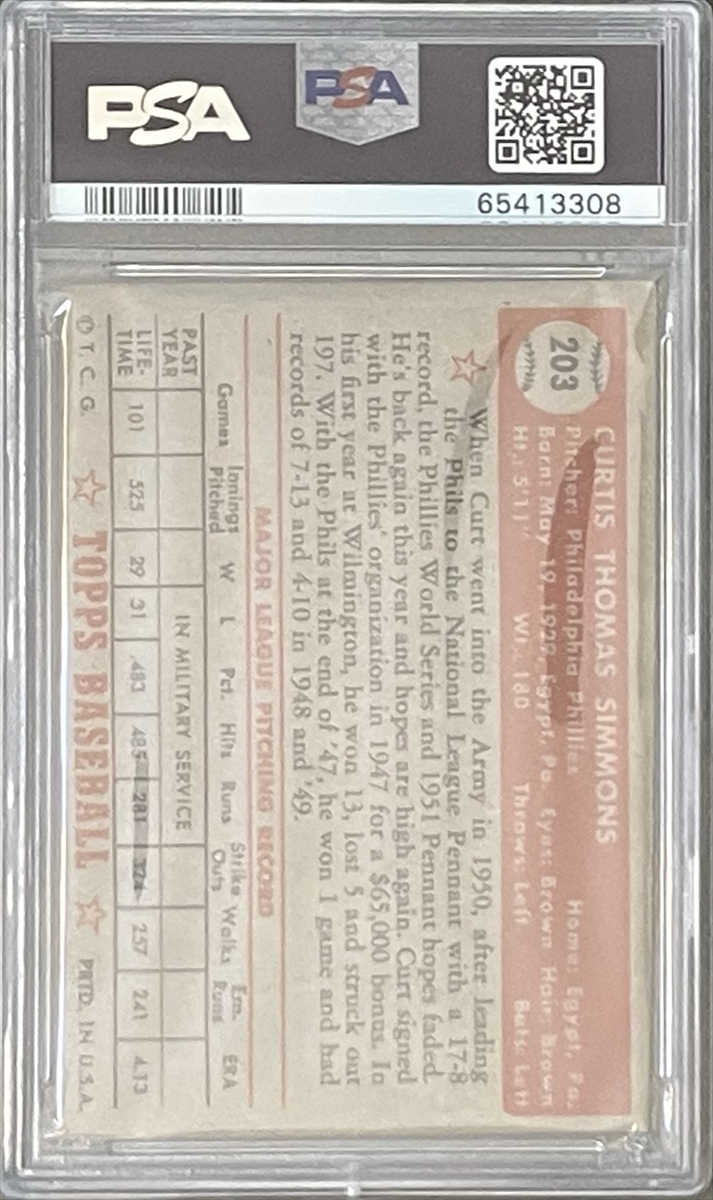 PSA
PSA
65413308
203
CURTIS THOMAS SIMMONS
Pitcher: Philadelphia Phillies Home: Egypt, Pa.
Born: May 19, 1929, Egypt, Pa. Eyes: Brown Hair: Brown
Ht.: 5'11" Wt.: 180 Throws: Left Bats: Left
When Curt went into the Army in 1950, after leading
the Phils to the National League Pennant with a 17-8
record, the Phillies World Series and 1951 Pennant hopes faded.
He's back again this year and hopes are high again. Curt signed
with the Phillies' organization in 1947 for a $65,000 bonus. In
his first year at Wilmington, he won 13, lost 5 and struck out
197. With the Phils at the end of '47, he won 1 game and had
records of 7-13 and 4-10 in 1948 and '49.
MAJOR LEAGUE PITCHING RECORD
Games Innings Pitched W L Pct. Hits Runs Strike Outs Walks Ern. Runs ERA
PAST YEAR IN MILITARY SERVICE
LIFE-TIME 101 525 29 31 .483 485 281 324 257 241 4.13
© T. C. G. TOPPS BASEBALL PRTD. IN U.S.A.